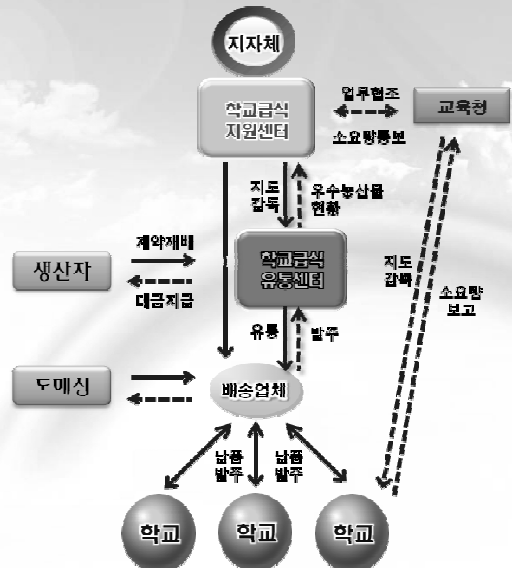 지자체
학교급식
지원센터
업무협조
소요량통보
교육청
지도
감독
우수농산물
현황
계약재배
생산자
대금지급
학교급식
유통센터
지도
감독
소요량
보고
유통
발주
도매상
배송업체
납품
발주
납품
발주
학교
학교
학교